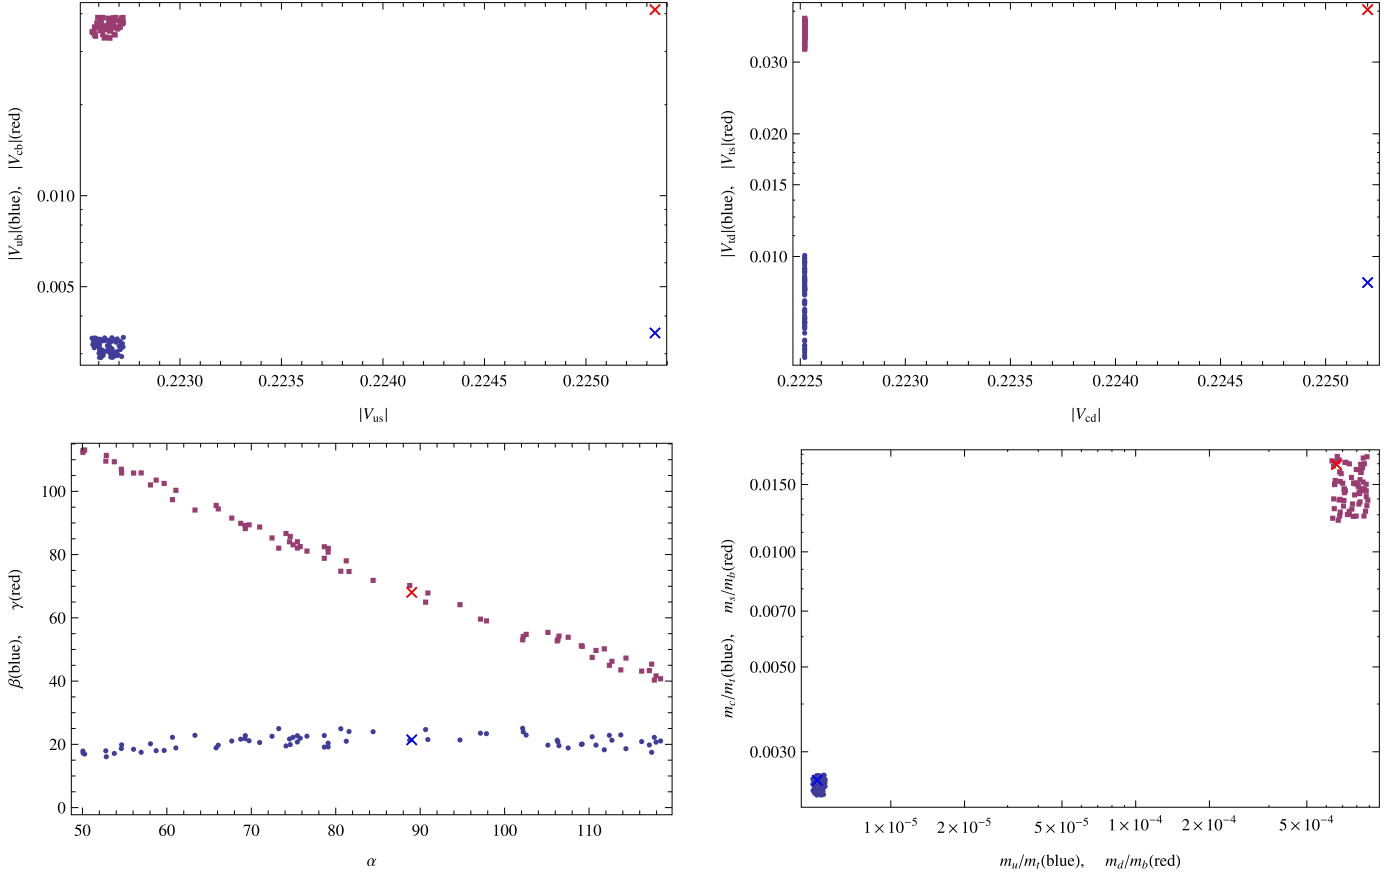 |V_ub|(blue), |V_cb|(red)
0.010
0.005
0.2230 0.2235 0.2240 0.2245 0.2250
|V_us|
|V_td|(blue), |V_ts|(red)
0.030
0.020
0.015
0.010
0.2225 0.2230 0.2235 0.2240 0.2245 0.2250
|V_cd|
β(blue), γ(red)
100
80
60
40
20
0
50 60 70 80 90 100 110
α
m_c/m_t(blue), m_s/m_b(red)
0.0150
0.0100
0.0070
0.0050
0.0030
1×10⁻⁵ 2×10⁻⁵ 5×10⁻⁵ 1×10⁻⁴ 2×10⁻⁴ 5×10⁻⁴
m_u/m_t(blue), m_d/m_b(red)